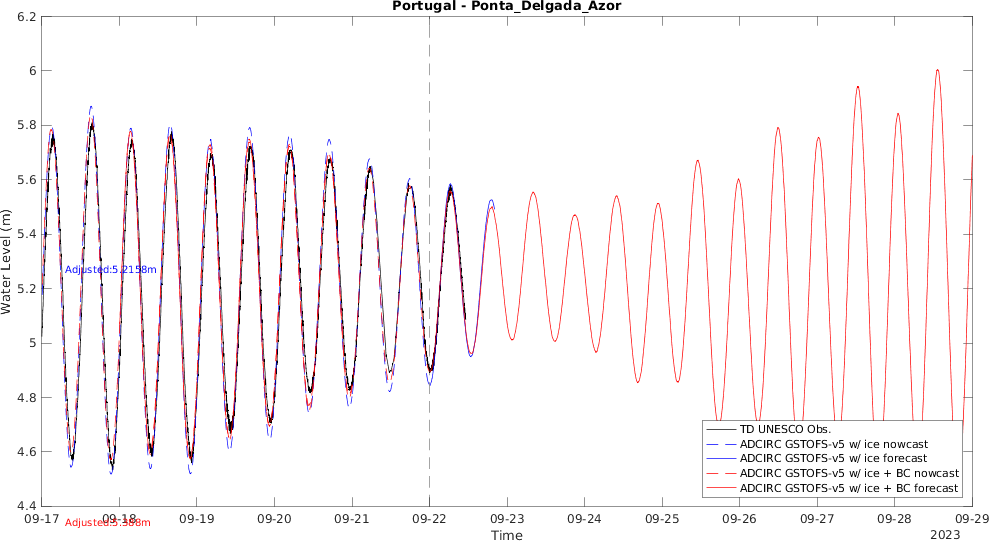 Portugal - Ponta_Delgada_Azor
6.2
6
5.8
5.6
5.4
5.2
5
4.8
4.6
4.4
Water Level (m)
Adjusted:5.2158m
TD UNESCO Obs.
ADCIRC GSTOFS-v5 w/ ice nowcast
ADCIRC GSTOFS-v5 w/ ice forecast
ADCIRC GSTOFS-v5 w/ ice + BC nowcast
ADCIRC GSTOFS-v5 w/ ice + BC forecast
09-17 09-18 09-19 09-20 09-21 09-22 09-23 09-24 09-25 09-26 09-27 09-28 09-29
Adjusted:5.388m
Time
2023